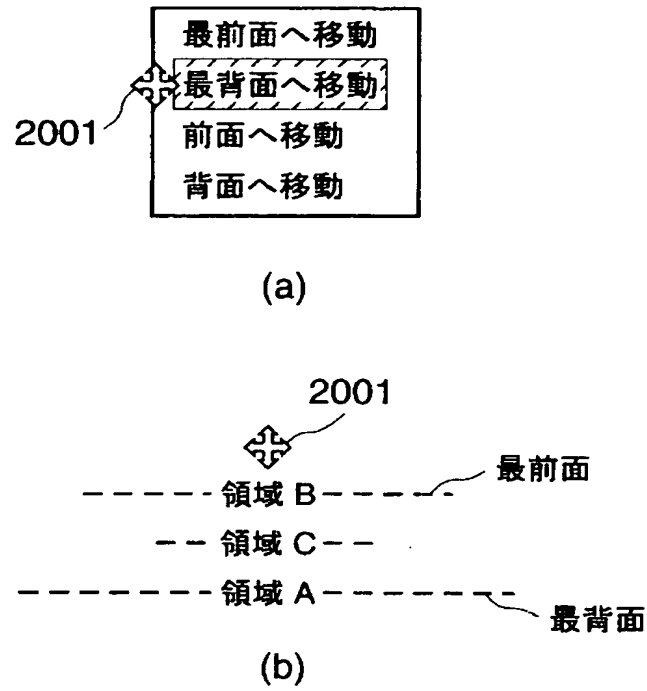 最前面へ移動
最背面へ移動
2001
前面へ移動
背面へ移動
(a)
2001
最前面
領域 B
領域 C
領域 A
最背面
(b)